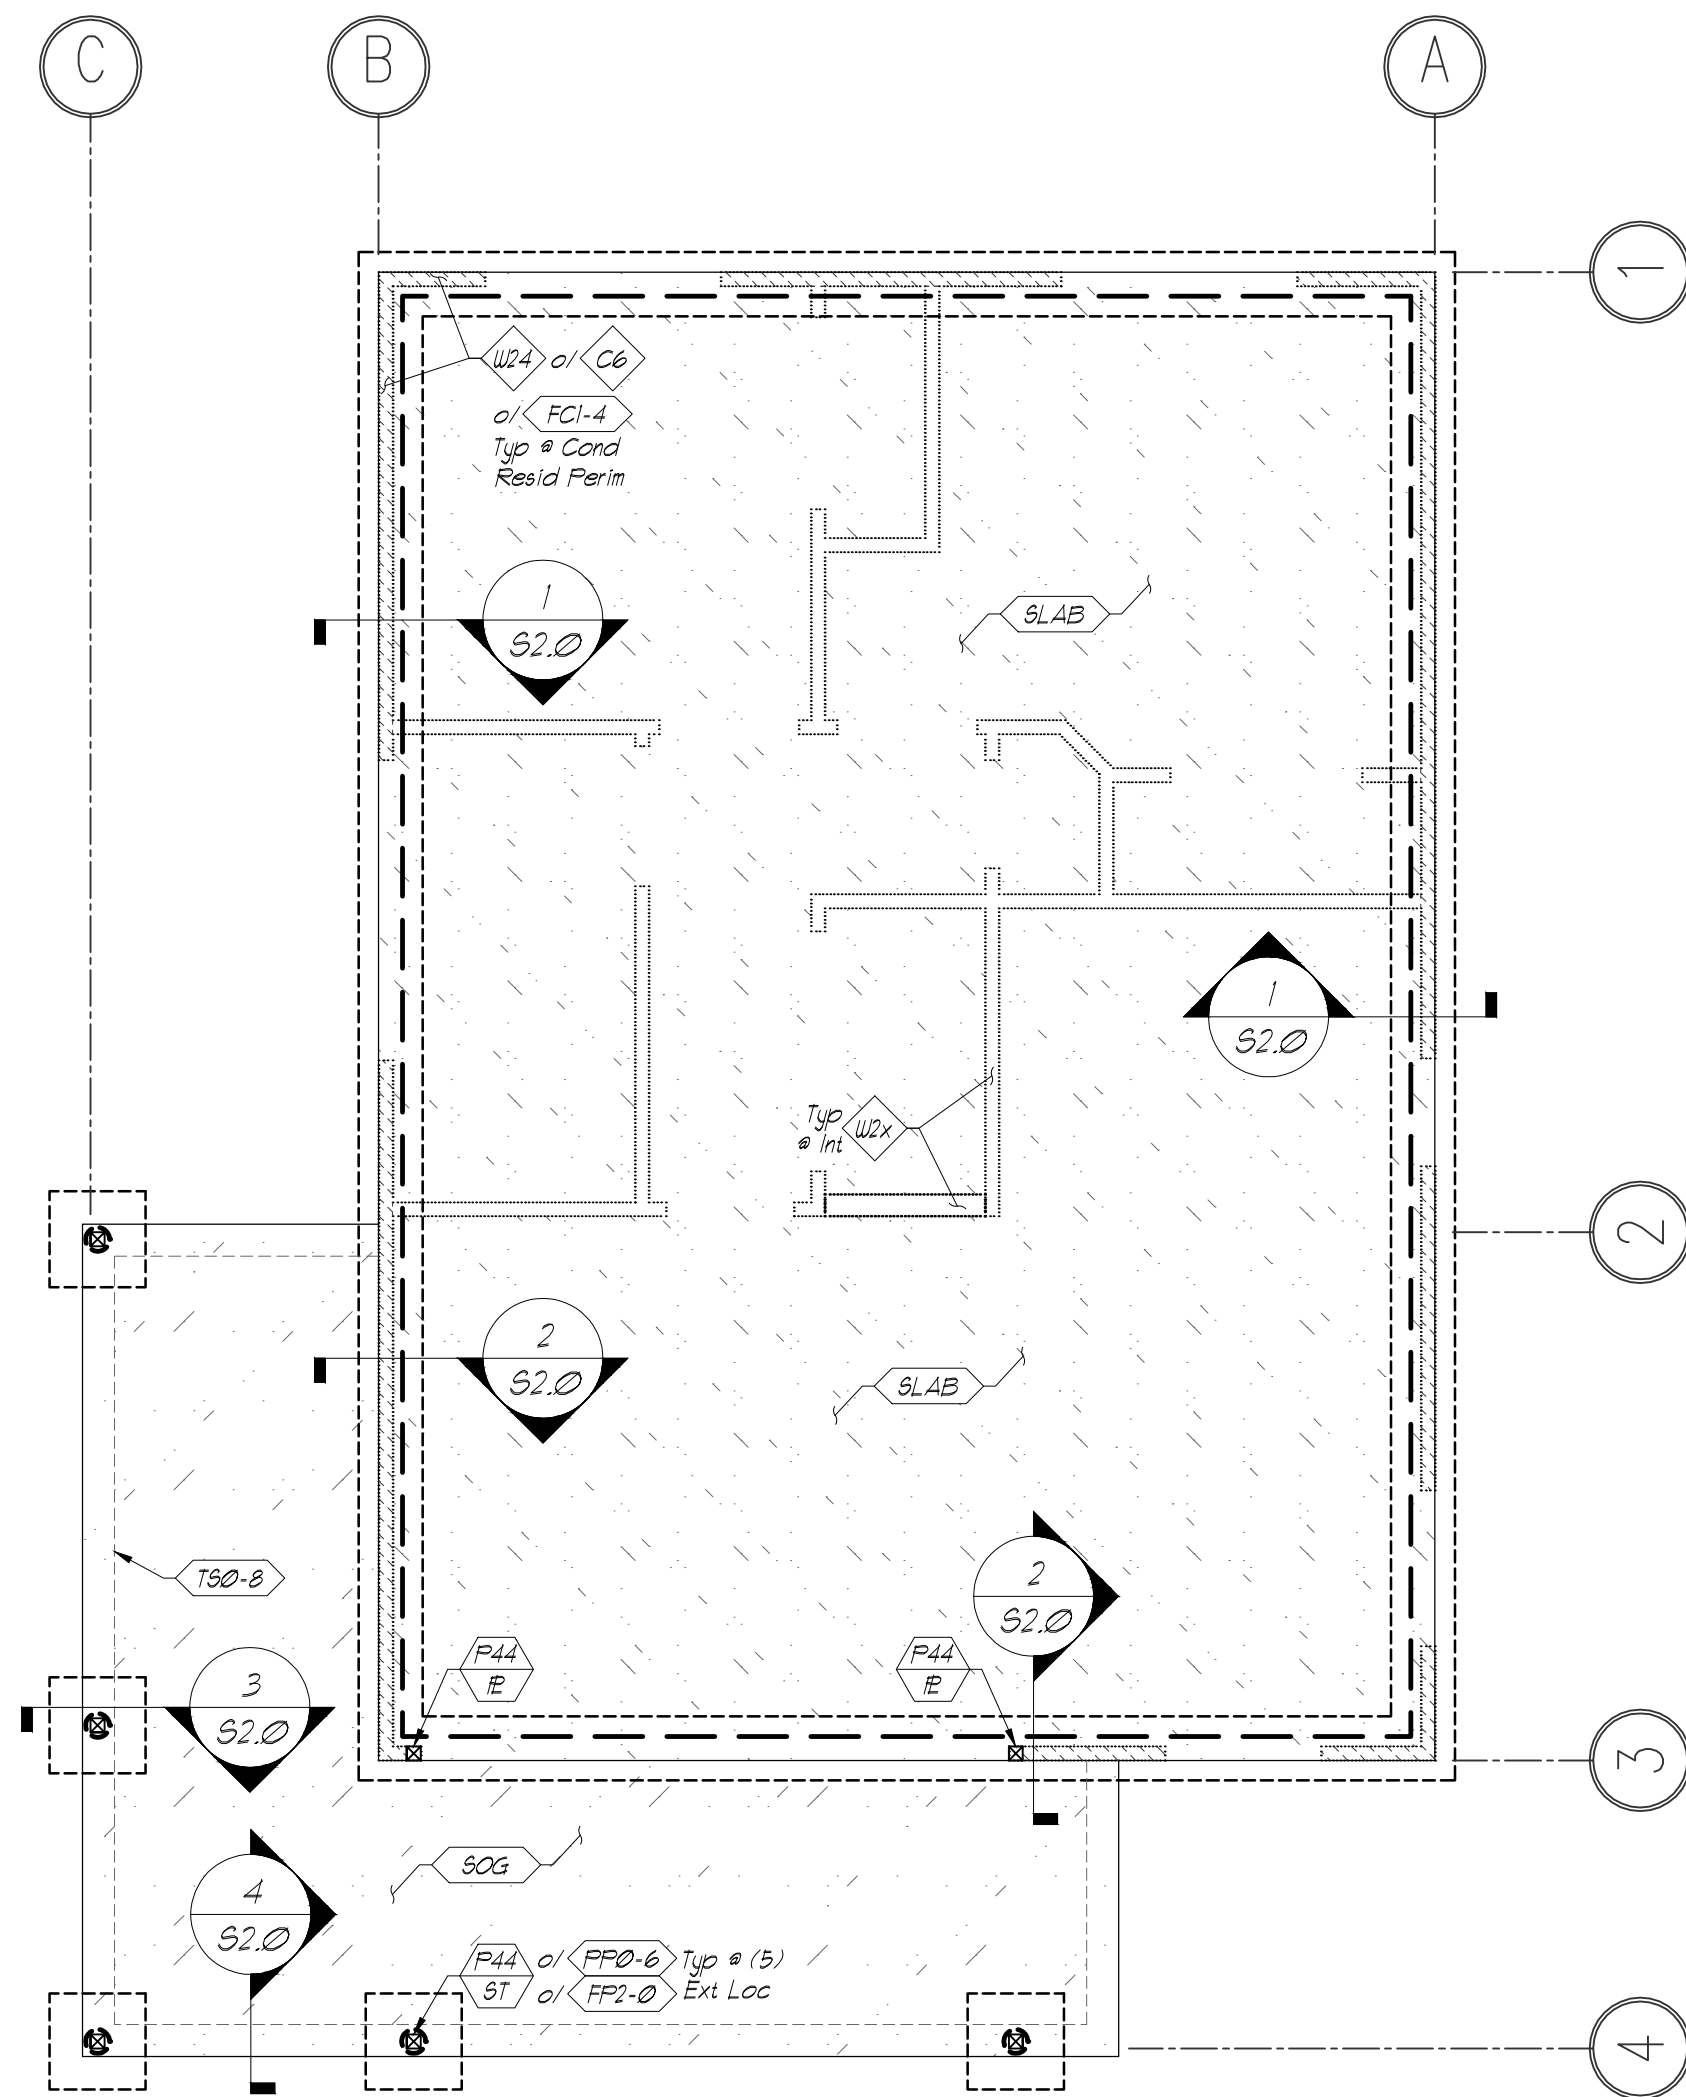 C
B
A
1
W24 o/ C6
o/ FC1-4
Typ @ Cond
Resid Perim
1
S2.Ø
SLAB
1
S2.Ø
Typ
@ Int
W2x
2
2
S2.Ø
SLAB
TSØ-8
2
S2.Ø
P44
PL
P44
PL
3
S2.Ø
3
SOG
4
S2.Ø
P44
ST
o/ PPØ-6 Typ @ (5)
o/ FP2-Ø Ext Loc
4